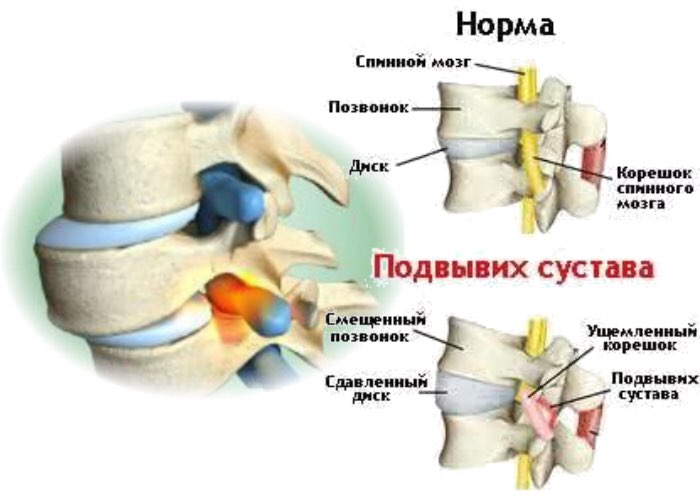 Норма
Спинной мозг
Позвонок
Диск
Корешок
спинного
мозга
Подвывих сустава
Смещенный
позвонок
Ущемленный
корешок
Сдавленный
диск
Подвывих
сустава